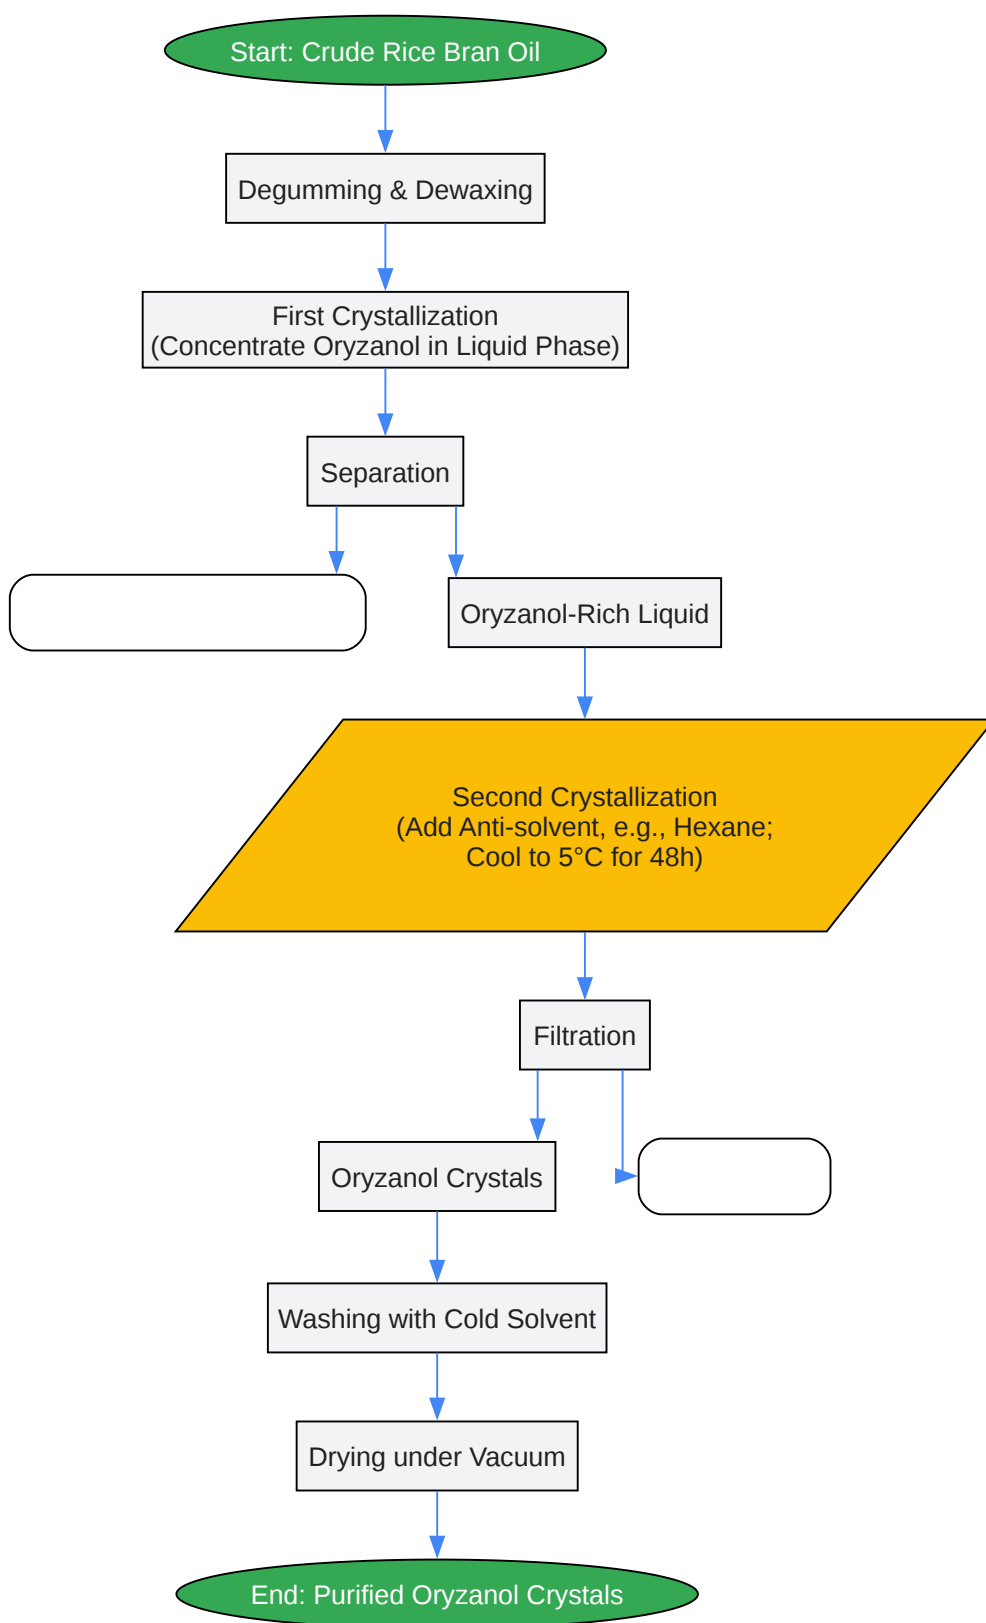 Start: Crude Rice Bran Oil
Degumming & Dewaxing
First Crystallization
(Concentrate Oryzanol in Liquid Phase)
Separation
Oryzanol-Rich Liquid
Second Crystallization
(Add Anti-solvent, e.g., Hexane;
Cool to 5°C for 48h)
Filtration
Oryzanol Crystals
Washing with Cold Solvent
Drying under Vacuum
End: Purified Oryzanol Crystals